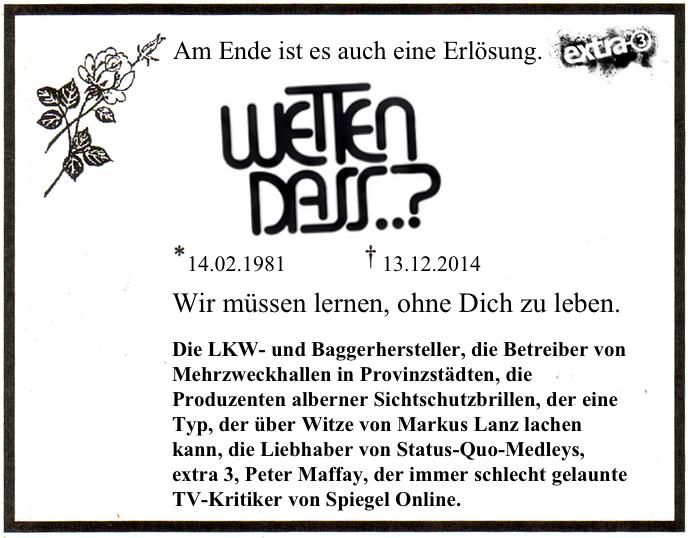 Am Ende ist es auch eine Erlösung.
extra 3
WETTEN
DASS..?
* 14.02.1981 † 13.12.2014
Wir müssen lernen, ohne Dich zu leben.
Die LKW- und Baggerhersteller, die Betreiber von
Mehrzweckhallen in Provinzstädten, die
Produzenten alberner Sichtschutzbrillen, der eine
Typ, der über Witze von Markus Lanz lachen
kann, die Liebhaber von Status-Quo-Medleys,
extra 3, Peter Maffay, der immer schlecht gelaunte
TV-Kritiker von Spiegel Online.